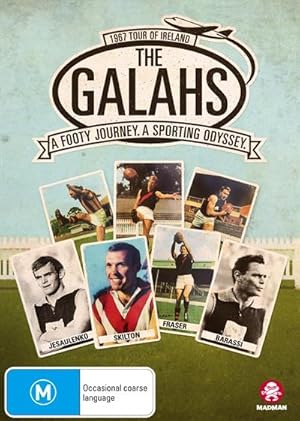 1967 TOUR OF IRELAND
THE
GALAHS
A FOOTY JOURNEY. A SPORTING ODYSSEY.
JESAULENKO
SKILTON
FRASER
BARASSI
M
Occasional coarse
language
MADMAN